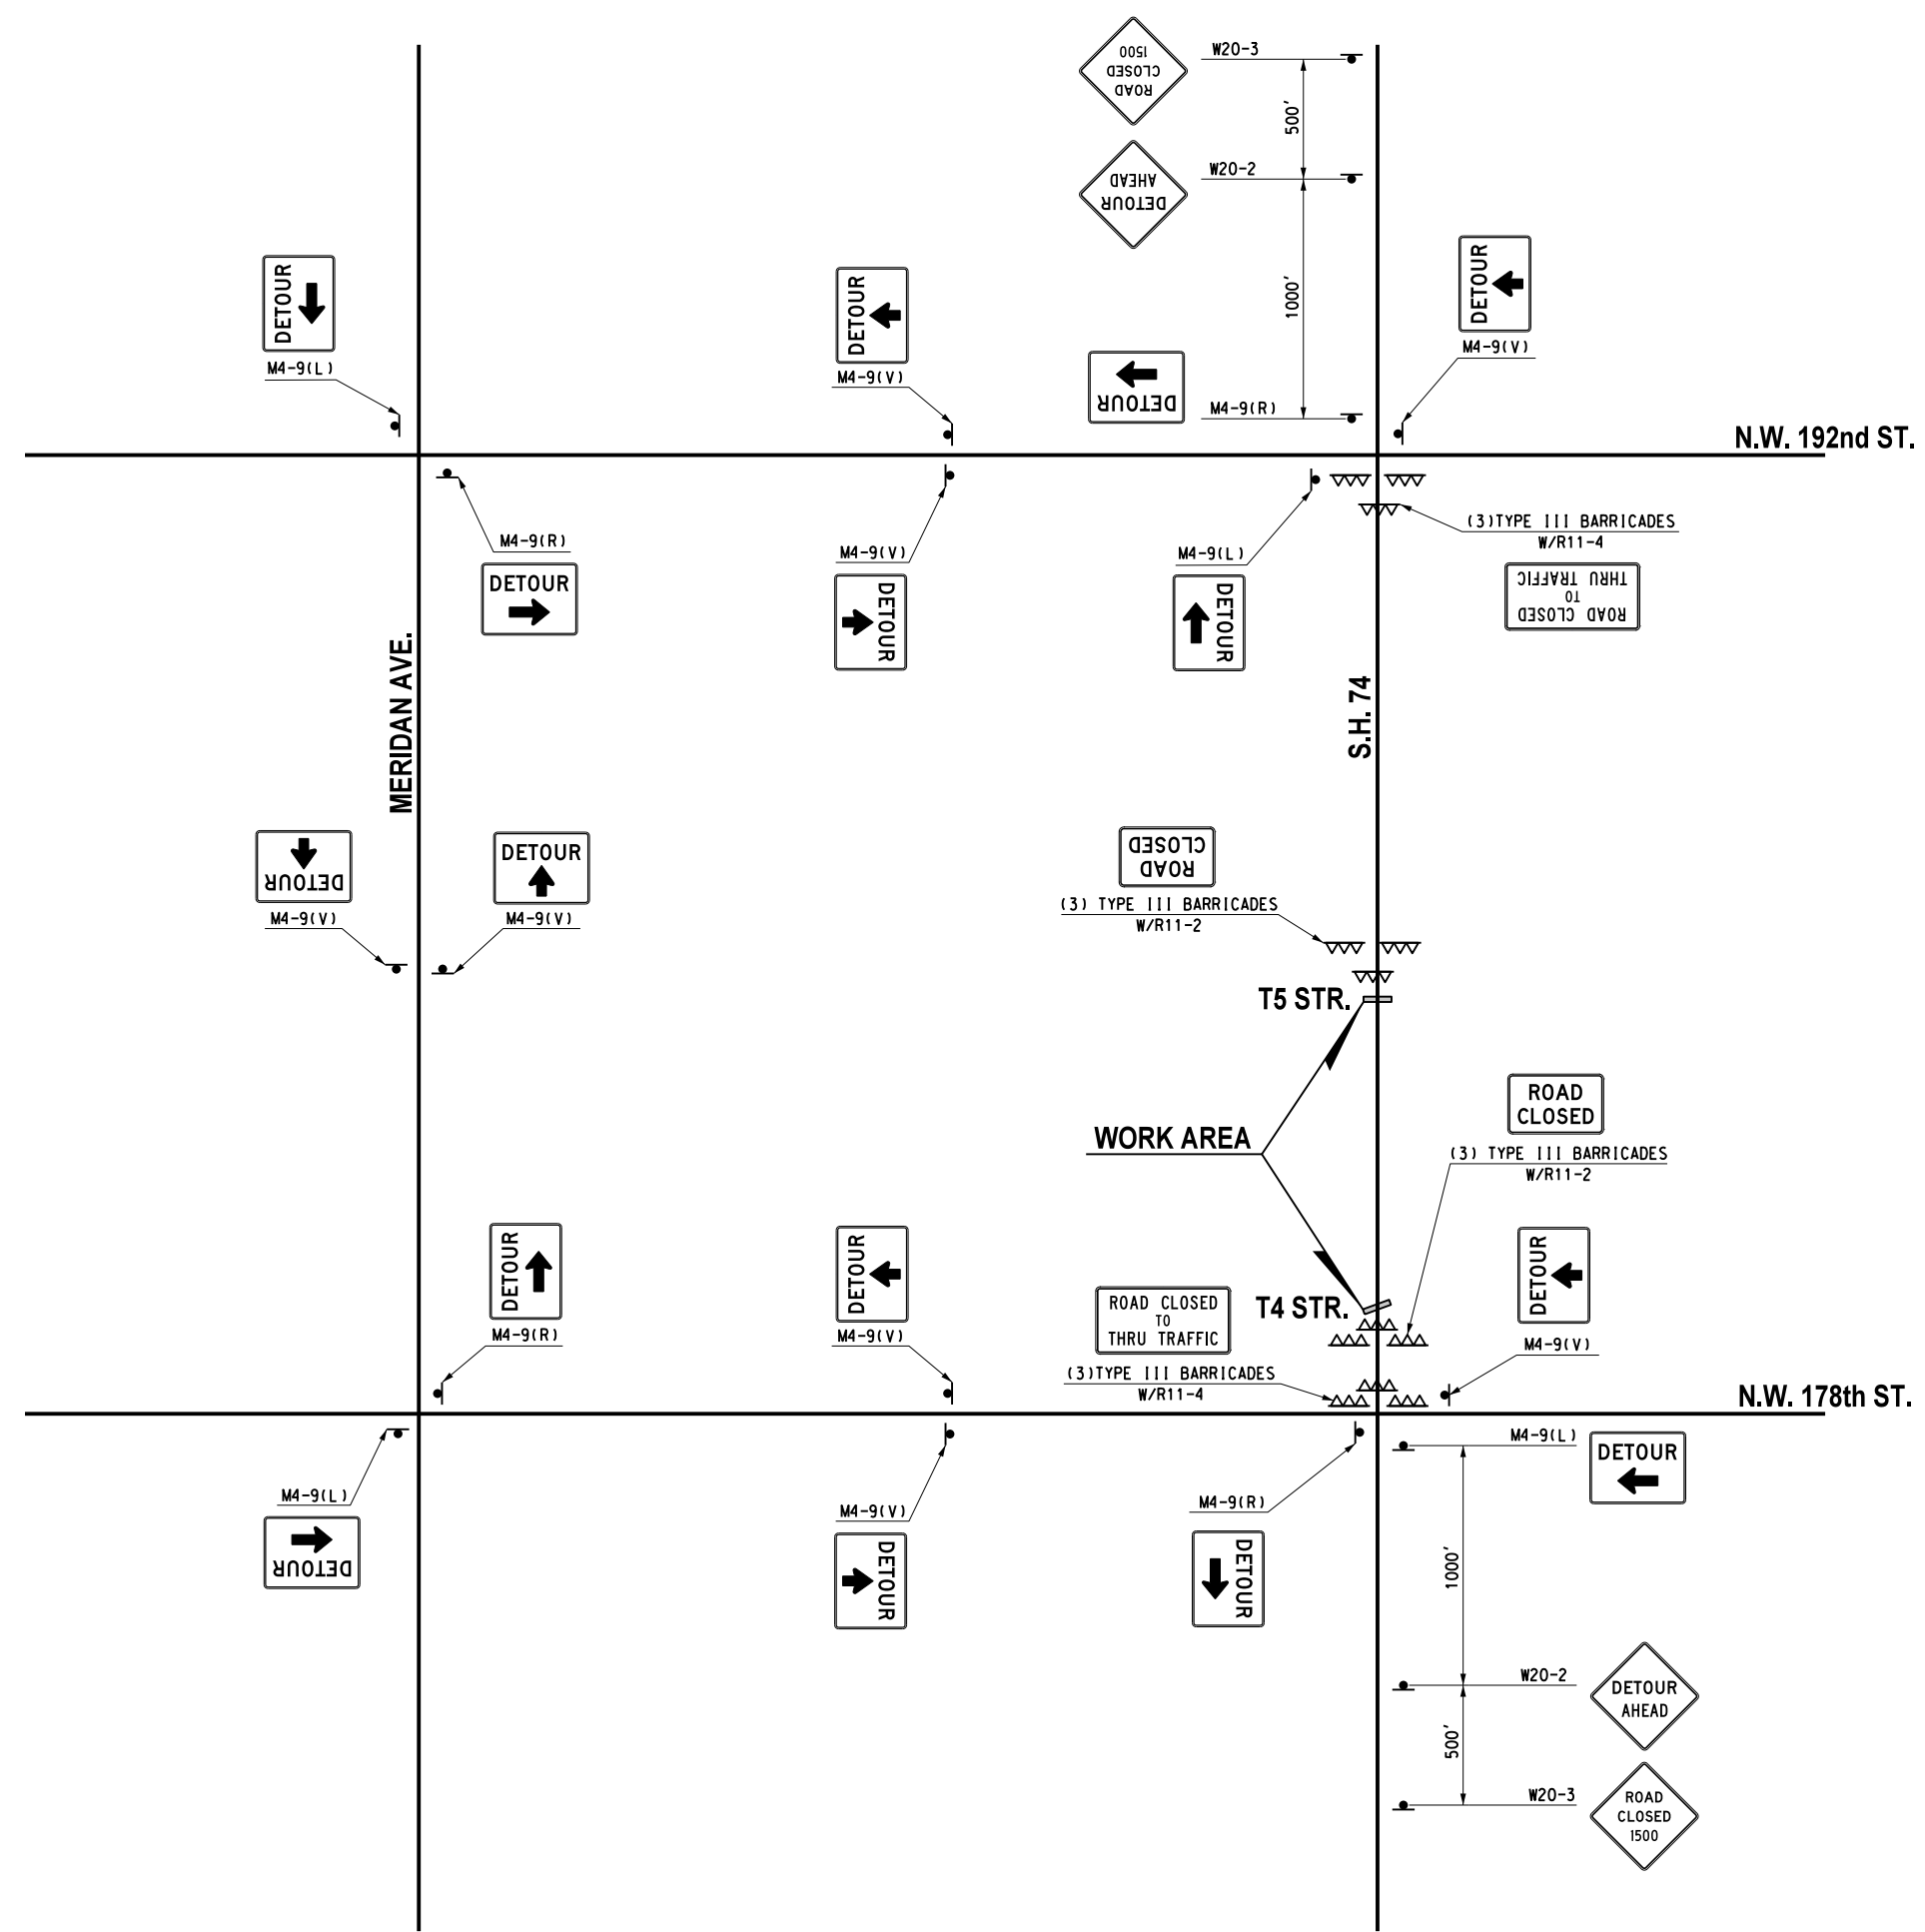 ROAD
CLOSED
1500
W20-3
500'
DETOUR
AHEAD
W20-2
1000'
DETOUR
M4-9(L)
DETOUR
M4-9(V)
DETOUR
M4-9(R)
DETOUR
M4-9(V)
N.W. 192nd ST.
M4-9(R)
DETOUR
M4-9(V)
DETOUR
M4-9(L)
DETOUR
(3)TYPE III BARRICADES
W/R11-4
ROAD CLOSED
TO
THRU TRAFFIC
MERIDAN AVE.
S.H. 74
DETOUR
M4-9(V)
DETOUR
M4-9(V)
ROAD
CLOSED
(3) TYPE III BARRICADES
W/R11-2
T5 STR.
WORK AREA
ROAD
CLOSED
(3) TYPE III BARRICADES
W/R11-2
DETOUR
M4-9(R)
DETOUR
M4-9(V)
ROAD CLOSED
TO
THRU TRAFFIC
(3)TYPE III BARRICADES
W/R11-4
T4 STR.
DETOUR
M4-9(V)
N.W. 178th ST.
M4-9(L)
DETOUR
M4-9(V)
DETOUR
M4-9(R)
DETOUR
M4-9(L)
DETOUR
1000'
W20-2
DETOUR
AHEAD
500'
W20-3
ROAD
CLOSED
1500